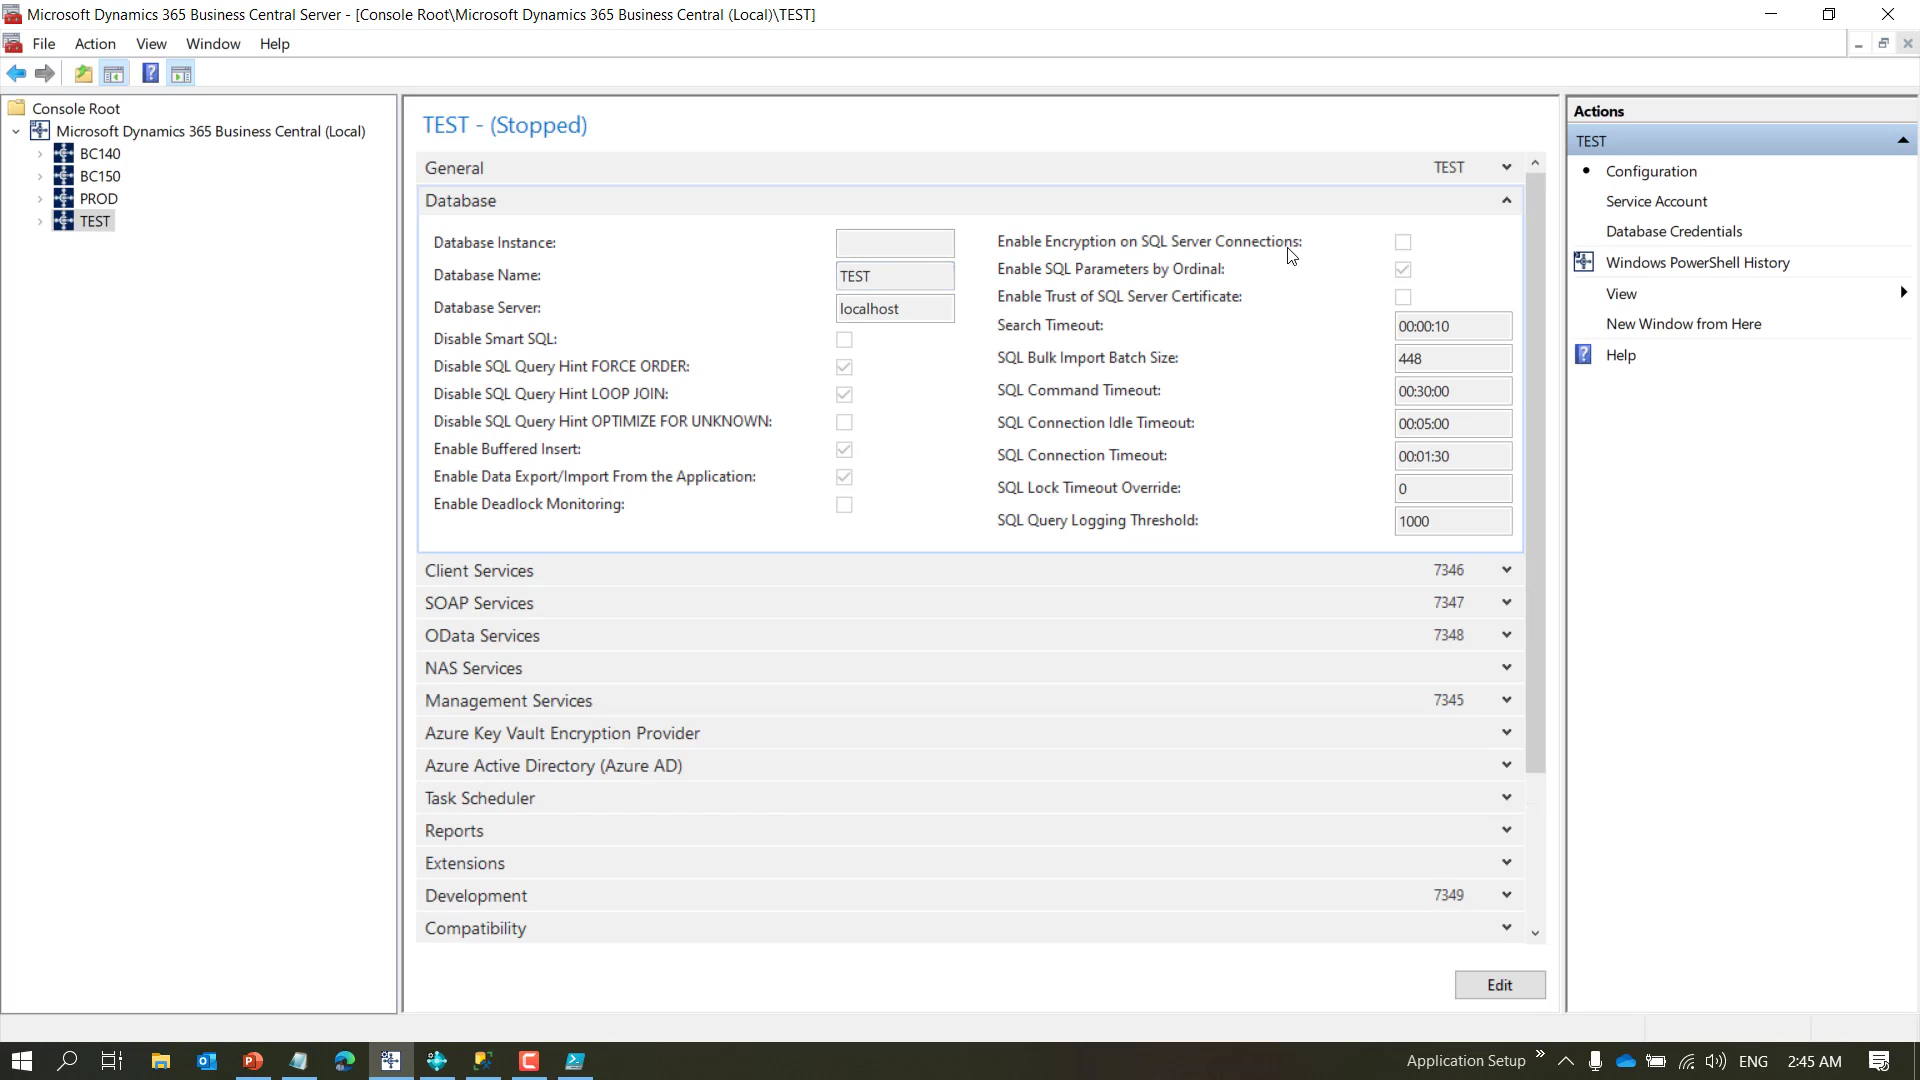 Microsoft Dynamics 365 Business Central Server - [Console Root\Microsoft Dynamics 365 Business Central (Local)\TEST]
File Action View Window Help
Console Root
Microsoft Dynamics 365 Business Central (Local)
BC140
BC150
PROD
TEST
TEST - (Stopped)
General TEST
Database
Database Instance:
Database Name: TEST
Database Server: localhost
Disable Smart SQL:
Disable SQL Query Hint FORCE ORDER:
Disable SQL Query Hint LOOP JOIN:
Disable SQL Query Hint OPTIMIZE FOR UNKNOWN:
Enable Buffered Insert:
Enable Data Export/Import From the Application:
Enable Deadlock Monitoring:
Enable Encryption on SQL Server Connections:
Enable SQL Parameters by Ordinal:
Enable Trust of SQL Server Certificate:
Search Timeout: 00:00:10
SQL Bulk Import Batch Size: 448
SQL Command Timeout: 00:30:00
SQL Connection Idle Timeout: 00:05:00
SQL Connection Timeout: 00:01:30
SQL Lock Timeout Override: 0
SQL Query Logging Threshold: 1000
Client Services 7346
SOAP Services 7347
OData Services 7348
NAS Services
Management Services 7345
Azure Key Vault Encryption Provider
Azure Active Directory (Azure AD)
Task Scheduler
Reports
Extensions
Development 7349
Compatibility
Edit
Actions
TEST
Configuration
Service Account
Database Credentials
Windows PowerShell History
View
New Window from Here
Help
Application Setup ENG 2:45 AM